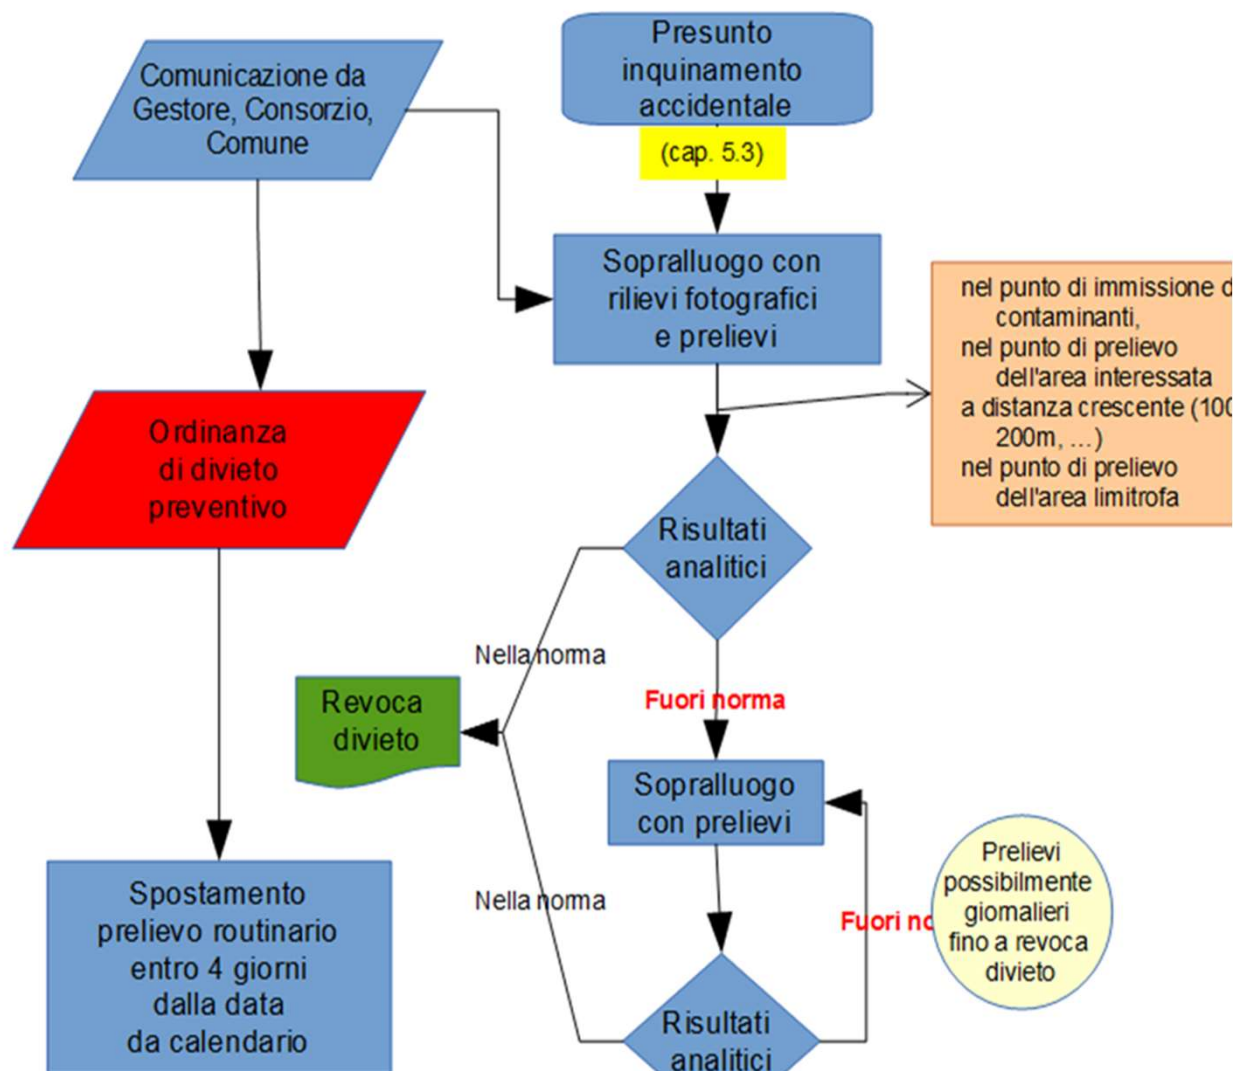 Comunicazione da
Gestore, Consorzio,
Comune
Presunto
inquinamento
accidentale
(cap. 5.3)
Sopralluogo con
rilievi fotografici
e prelievi
nel punto di immissione
contaminanti,
nel punto di prelievo
dell'area interessata
a distanza crescente (100
200m, ...)
nel punto di prelievo
dell'area limitrofa
Ordinanza
di divieto
preventivo
Risultati
analitici
Nella norma
Fuori norma
Revoca
divieto
Sopralluogo
con prelievi
Nella norma
Fuori
Prelievi
possibilmente
giornalieri
fino a revoca
divieto
Spostamento
prelievo routinario
entro 4 giorni
dalla data
da calendario
Risultati
analitici